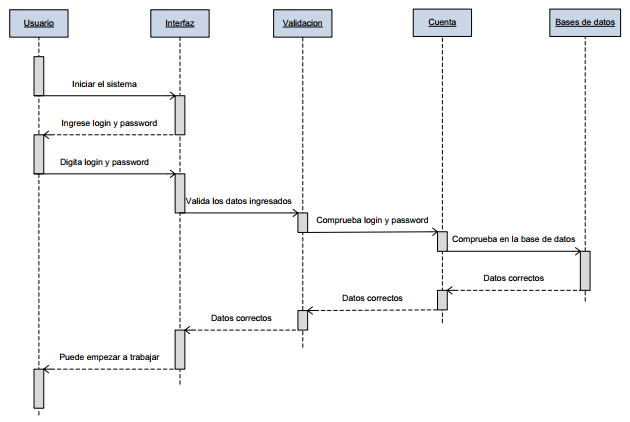 Usuario
Interfaz
Validacion
Cuenta
Bases de datos
Iniciar el sistema
Ingrese login y password
Digita login y password
Valida los datos ingresados
Comprueba login y password
Comprueba en la base de datos
Datos correctos
Datos correctos
Datos correctos
Puede empezar a trabajar